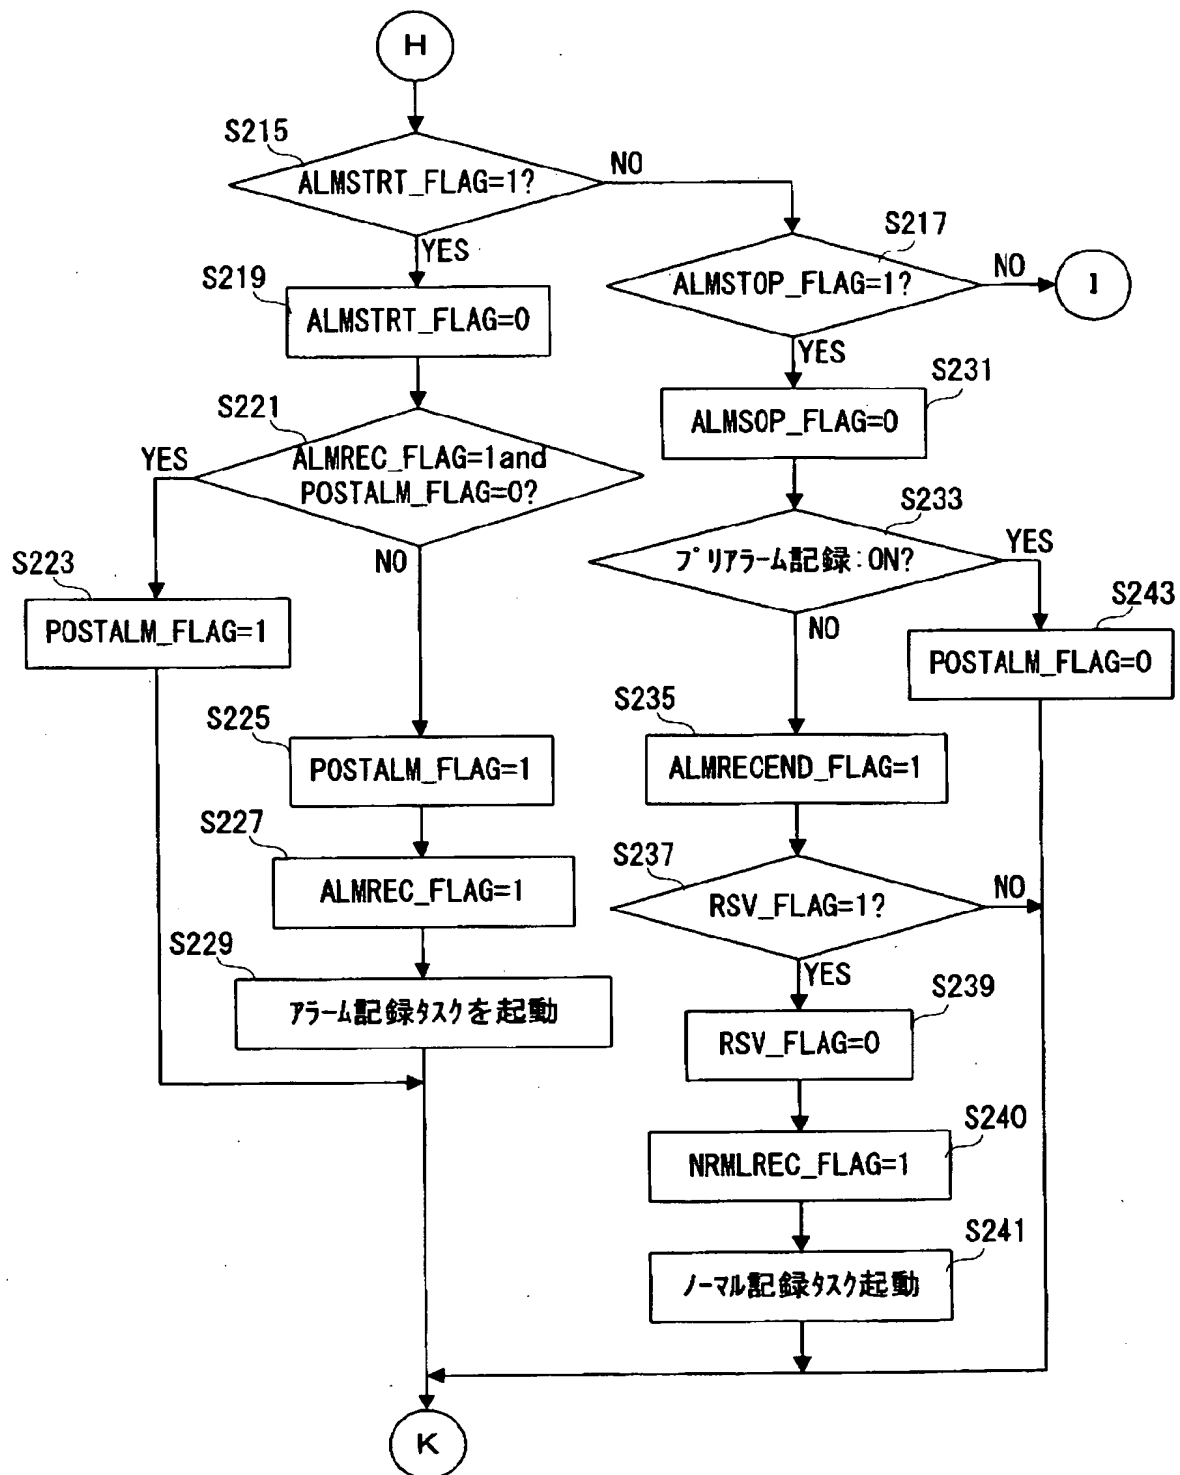 H
S215
ALMSTRT_FLAG=1?
NO
YES
S217
ALMSTOP_FLAG=1?
NO
I
YES
S219
ALMSTRT_FLAG=0
S231
ALMSOP_FLAG=0
S221
ALMREC_FLAG=1and
POSTALM_FLAG=0?
YES
NO
S233
プリアラーム記録:ON?
YES
NO
S223
POSTALM_FLAG=1
S243
POSTALM_FLAG=0
S225
POSTALM_FLAG=1
S235
ALMRECEND_FLAG=1
S227
ALMREC_FLAG=1
S237
RSV_FLAG=1?
NO
YES
S229
アラーム記録タスクを起動
S239
RSV_FLAG=0
S240
NRMLREC_FLAG=1
S241
ノーマル記録タスク起動
K